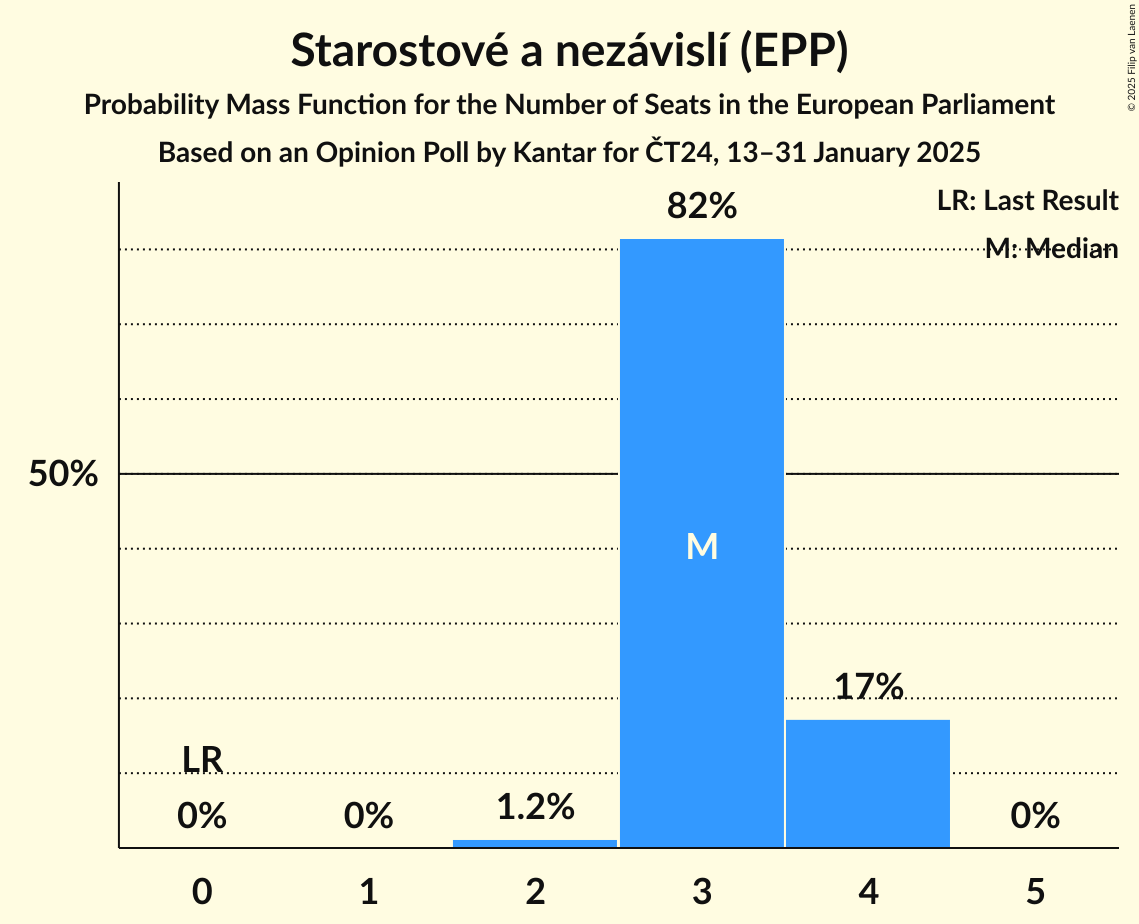 Starostové a nezávislí (EPP)
Probability Mass Function for the Number of Seats in the European Parliament
Based on an Opinion Poll by Kantar for ČT24, 13–31 January 2025
© 2025 Filip van Laenen
LR: Last Result
M: Median
82%
50%
M
17%
LR
0%
0%
1.2%
0%
0
1
2
3
4
5